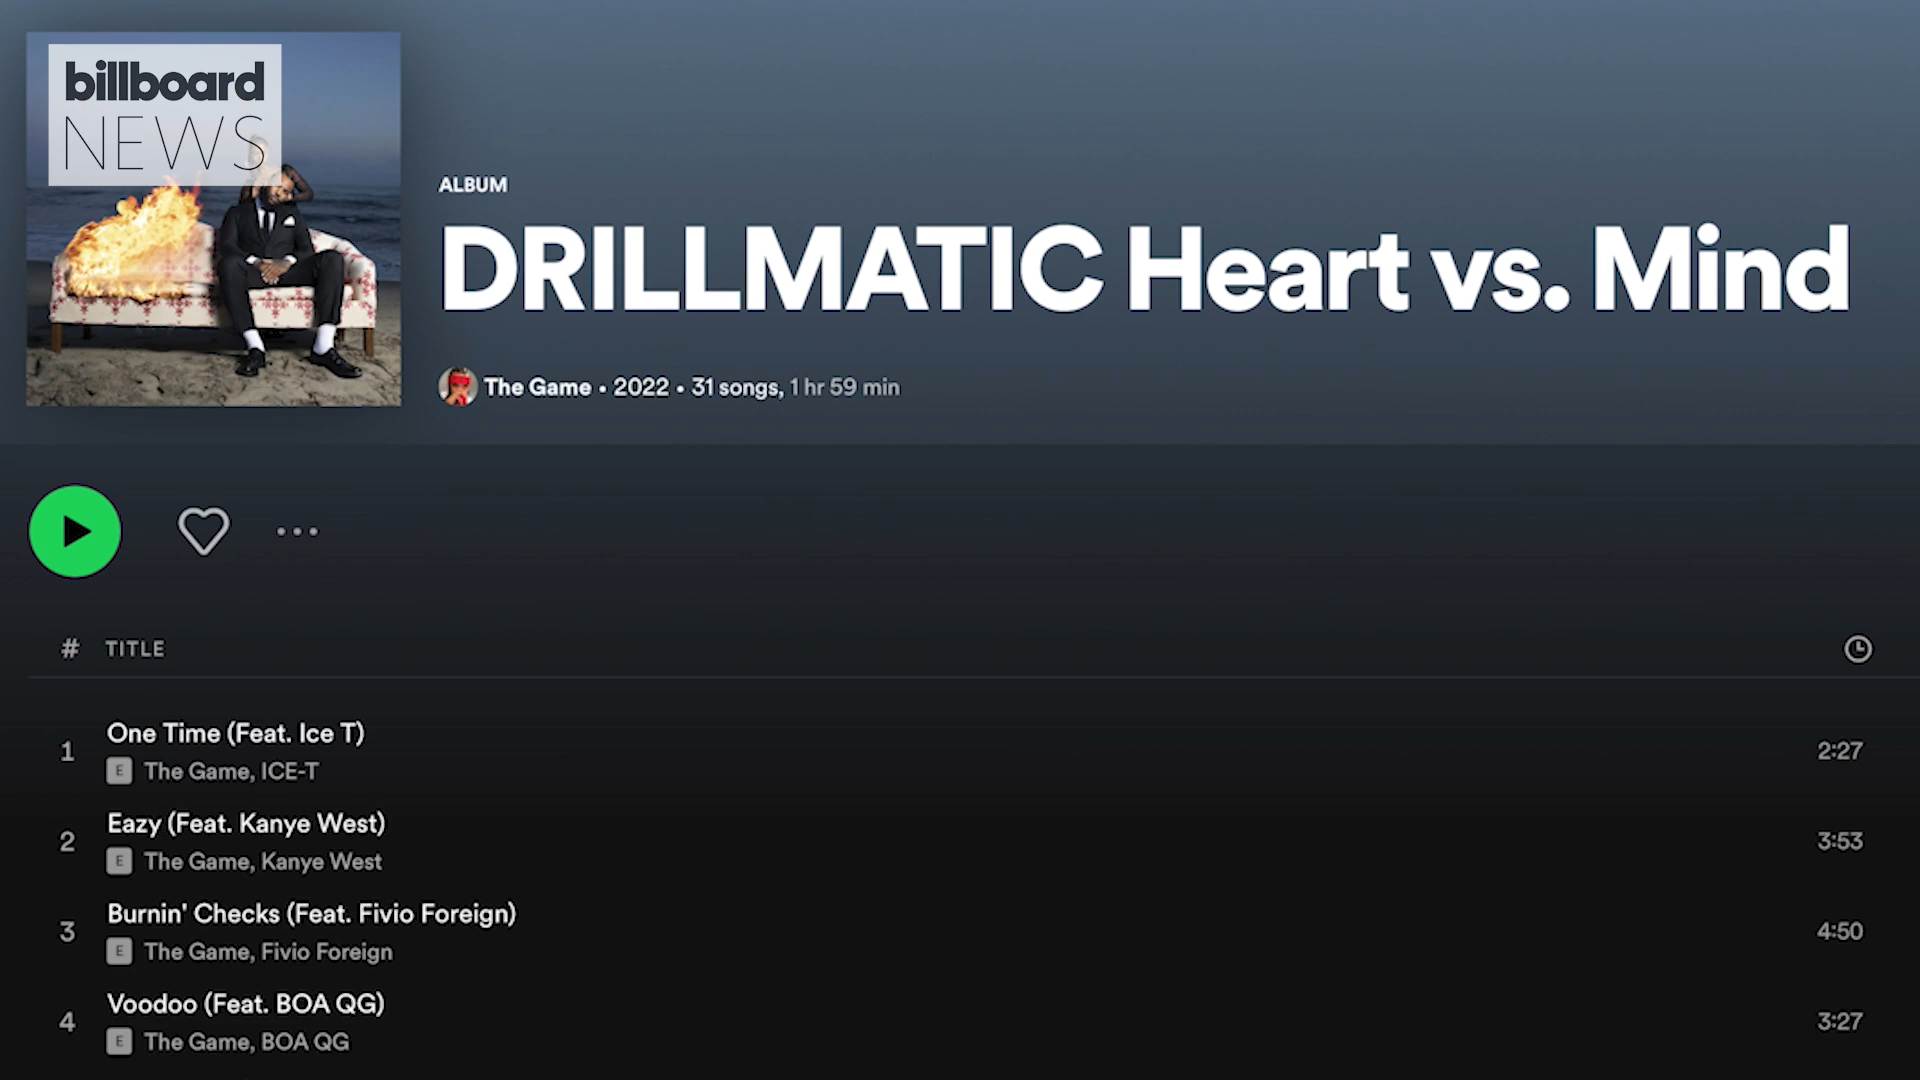 billboard
NEWS
ALBUM
DRILLMATIC Heart vs. Mind
The Game • 2022 • 31 songs, 1 hr 59 min
# TITLE
1 One Time (Feat. Ice T) 2:27
E The Game, ICE-T
2 Eazy (Feat. Kanye West) 3:53
E The Game, Kanye West
3 Burnin' Checks (Feat. Fivio Foreign) 4:50
E The Game, Fivio Foreign
4 Voodoo (Feat. BOA QG) 3:27
E The Game, BOA QG